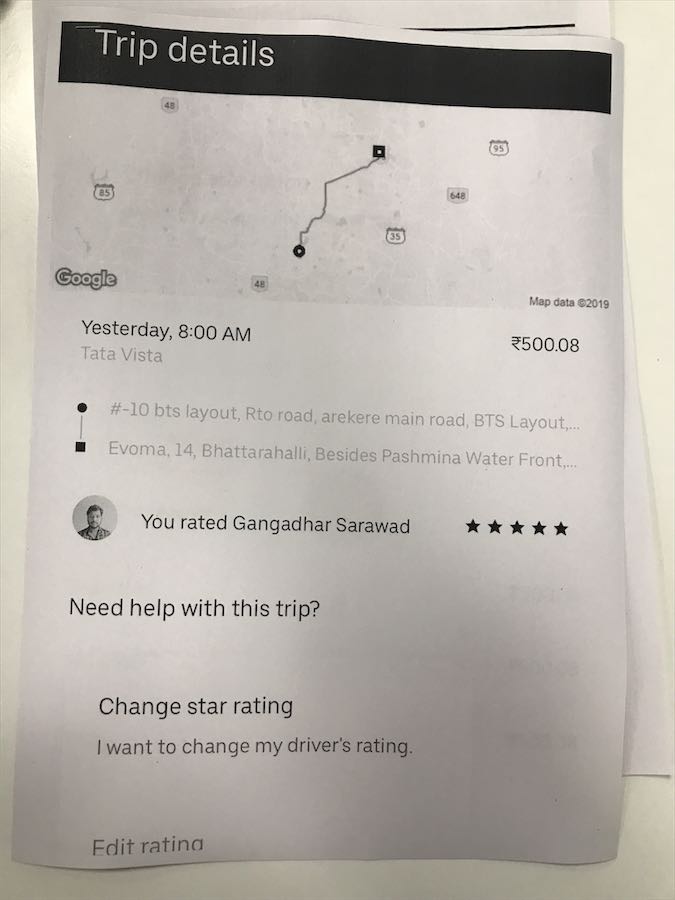 Trip details
48
95
85
648
35
48
Google
Map data ©2019
Yesterday, 8:00 AM
₹500.08
Tata Vista
#-10 bts layout, Rto road, arekere main road, BTS Layout,...
Evoma, 14, Bhattarahalli, Besides Pashmina Water Front,...
You rated Gangadhar Sarawad ★★★★★
Need help with this trip?
Change star rating
I want to change my driver's rating.
Edit rating